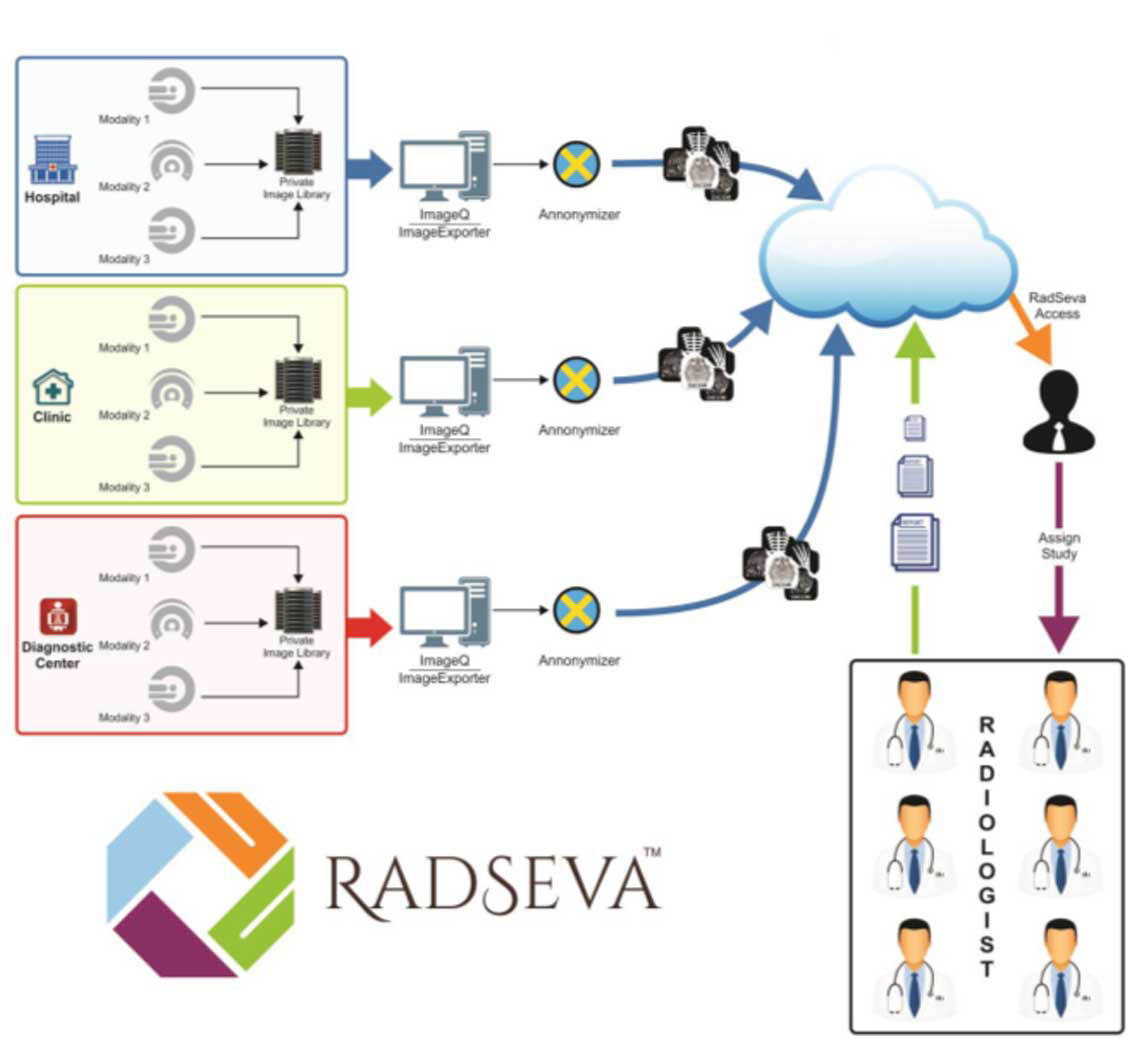 Modality 1
Modality 2
Modality 3
Hospital
Private
Image Library
ImageQ
ImageExporter
Annonymizer
Modality 1
Modality 2
Modality 3
Clinic
Private
Image Library
ImageQ
ImageExporter
Annonymizer
Modality 1
Modality 2
Modality 3
Diagnostic
Center
Private
Image Library
ImageQ
ImageExporter
Annonymizer
RadSeva
Access
REPORT
REPORT
Assign
Study
RADIOLOGIST
RADSEVA™